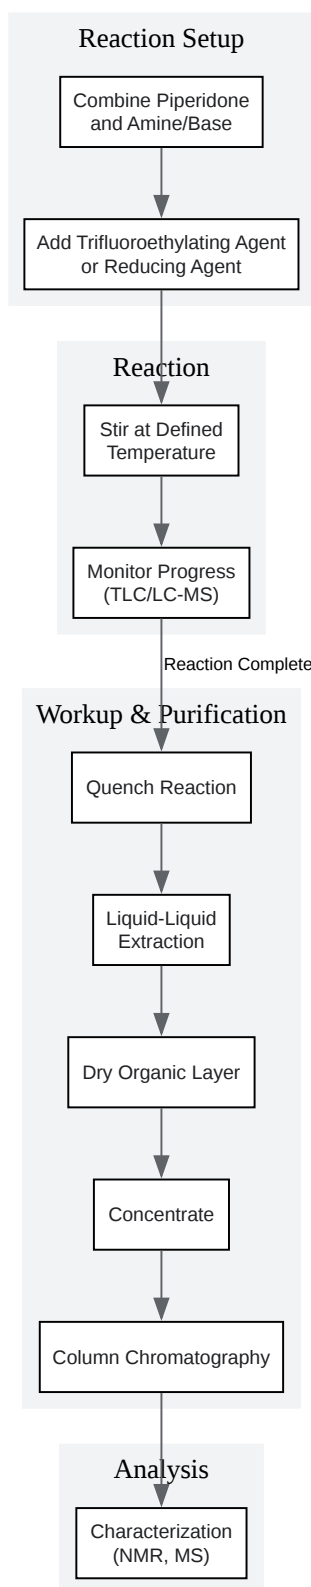 Reaction Setup
Combine Piperidone
and Amine/Base
Add Trifluoroethylating Agent
or Reducing Agent
Reaction
Stir at Defined
Temperature
Monitor Progress
(TLC/LC-MS)
Reaction Complete
Workup & Purification
Quench Reaction
Liquid-Liquid
Extraction
Dry Organic Layer
Concentrate
Column Chromatography
Analysis
Characterization
(NMR, MS)